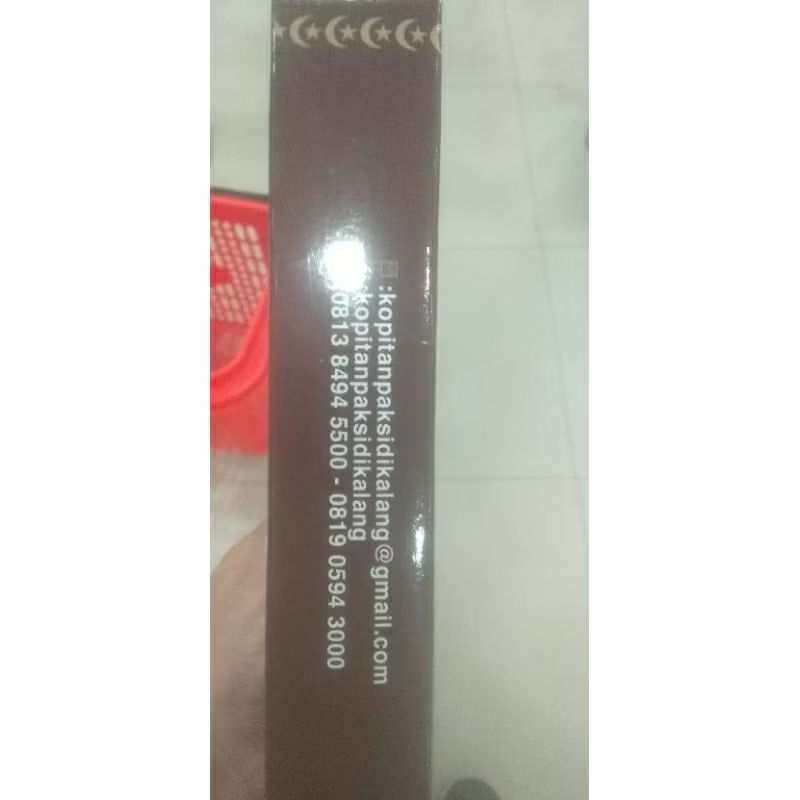 :kopitanpaksidikalang@gmail.com
:kopitanpaksidikalang
0813 8494 5500 - 0819 0594 3000